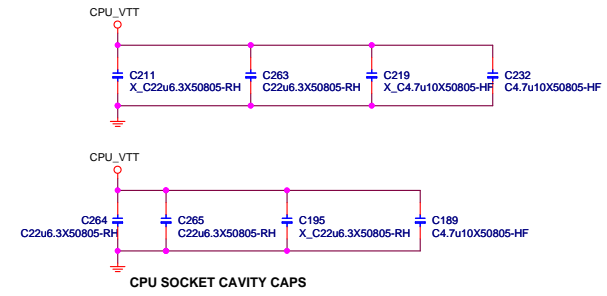 CPU_VTT
C211
X_C22u6.3X50805-RH
C263
C22u6.3X50805-RH
C219
X_C4.7u10X50805-HF
C232
C4.7u10X50805-HF
CPU_VTT
C264
C22u6.3X50805-RH
C265
C22u6.3X50805-RH
C195
X_C22u6.3X50805-RH
C189
C4.7u10X50805-HF
CPU SOCKET CAVITY CAPS